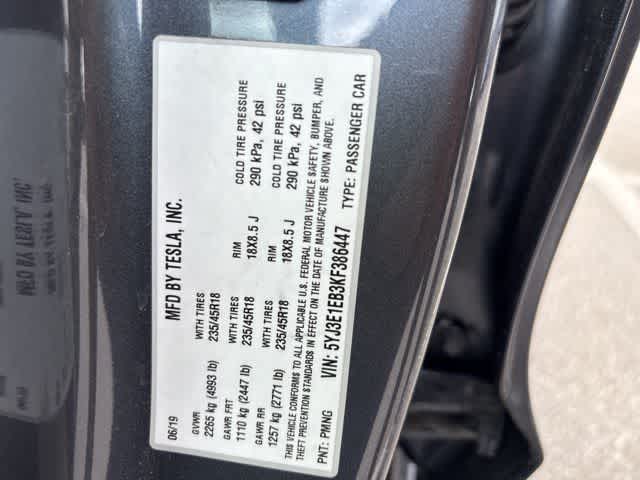 MFD BY TESLA, INC.
06/19
GVWR
2265 kg (4993 lb)
WITH TIRES
235/45R18
RIM
18X8.5 J
COLD TIRE PRESSURE
290 kPa, 42 psi
GAWR FRT
1110 kg (2447 lb)
WITH TIRES
235/45R18
RIM
18X8.5 J
COLD TIRE PRESSURE
290 kPa, 42 psi
GAWR RR
1257 kg (2771 lb)
WITH TIRES
235/45R18
THIS VEHICLE CONFORMS TO ALL APPLICABLE U.S. FEDERAL MOTOR VEHICLE SAFETY, BUMPER, AND
THEFT PREVENTION STANDARDS IN EFFECT ON THE DATE OF MANUFACTURE SHOWN ABOVE.
VIN: 5YJ3E1EB3KF386447
PNT: PMNG
TYPE: PASSENGER CAR